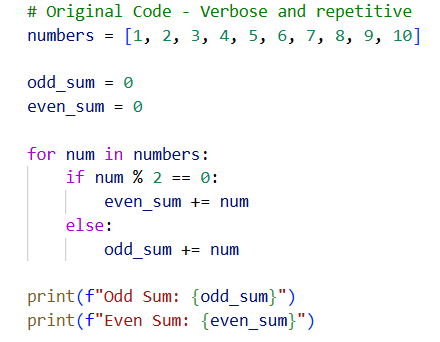 # Original Code - Verbose and repetitive
numbers = [1, 2, 3, 4, 5, 6, 7, 8, 9, 10]

odd_sum = 0
even_sum = 0

for num in numbers:
    if num % 2 == 0:
        even_sum += num
    else:
        odd_sum += num

print(f"Odd Sum: {odd_sum}")
print(f"Even Sum: {even_sum}")